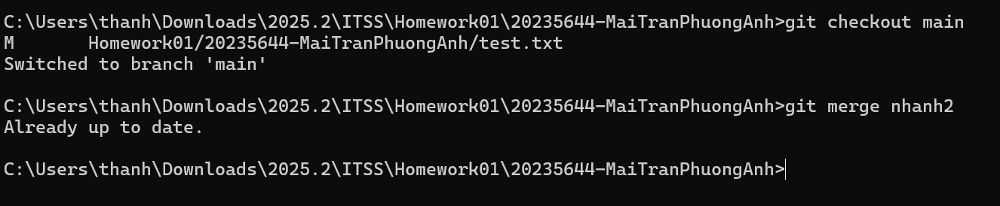 C:\Users\thanh\Downloads\2025.2\ITSS\Homework01\20235644-MaiTranPhuongAnh>git checkout main
M       Homework01/20235644-MaiTranPhuongAnh/test.txt
Switched to branch 'main'
C:\Users\thanh\Downloads\2025.2\ITSS\Homework01\20235644-MaiTranPhuongAnh>git merge nhanh2
Already up to date.
C:\Users\thanh\Downloads\2025.2\ITSS\Homework01\20235644-MaiTranPhuongAnh>